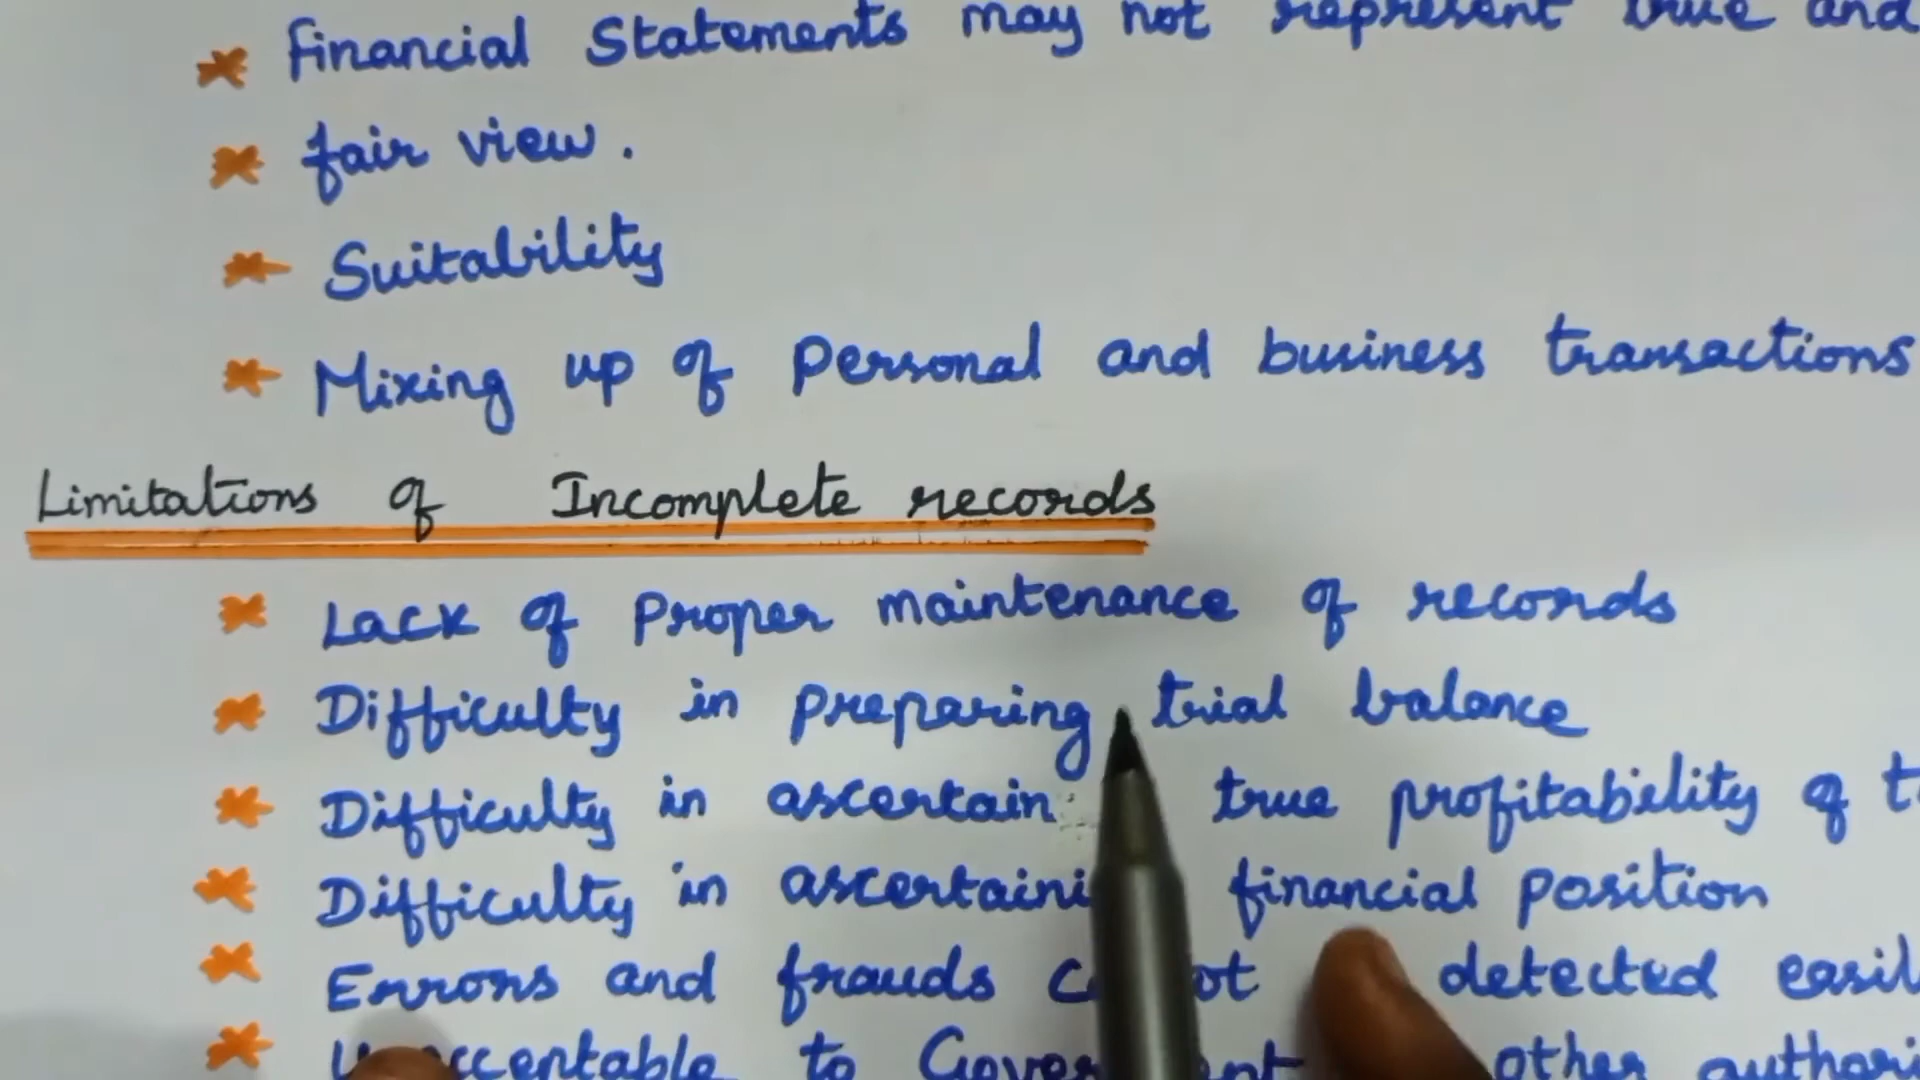 * Financial Statements may not represent true and
* fair view.
* Suitability
* Mixing up of Personal and business transactions
Limitations of Incomplete records
* Lack of Proper maintenance of records
* Difficulty in preparing trial balance
* Difficulty in ascertain true profitability of
* Difficulty in financial position
* Errors and frauds detected
* to other